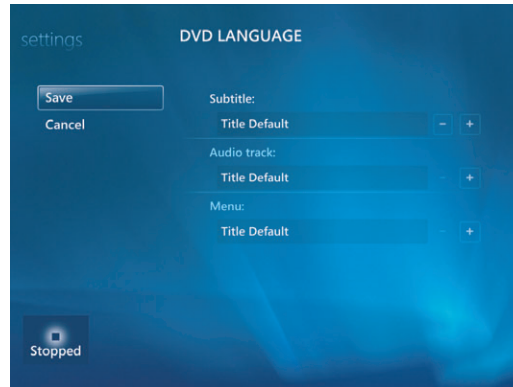 settings
DVD LANGUAGE
Save
Cancel
Subtitle:
Title Default - +
Audio track:
Title Default - +
Menu:
Title Default - +
Stopped